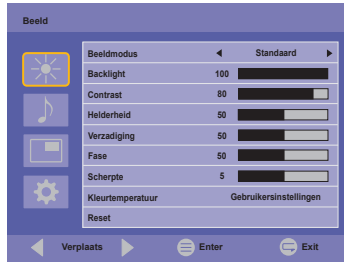 Beeld
Beeldmodus Standaard
Backlight 100
Contrast 80
Helderheid 50
Verzadiging 50
Fase 50
Scherpte 5
Kleurtemperatuur Gebruikersinstellingen
Reset
Verplaats Enter Exit